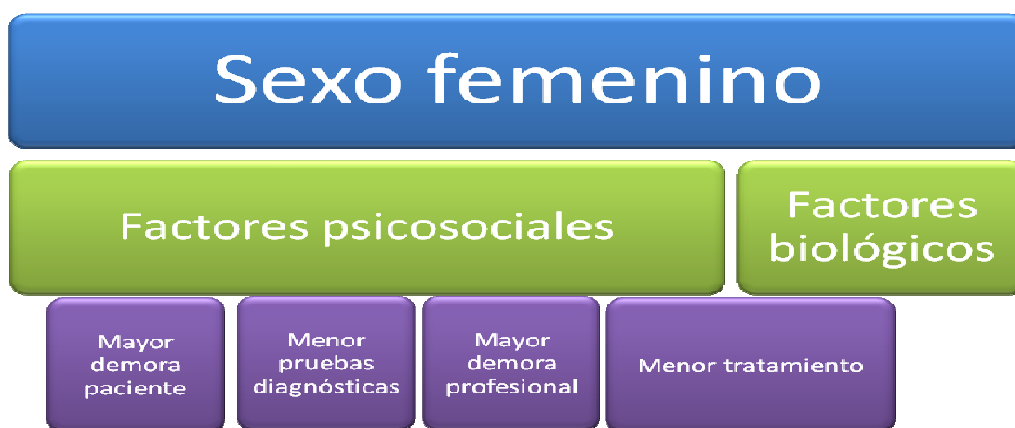 Sexo femenino
Factores psicosociales
Factores
biológicos
Mayor
demora
paciente
Menor
pruebas
diagnósticas
Mayor
demora
profesional
Menor tratamiento